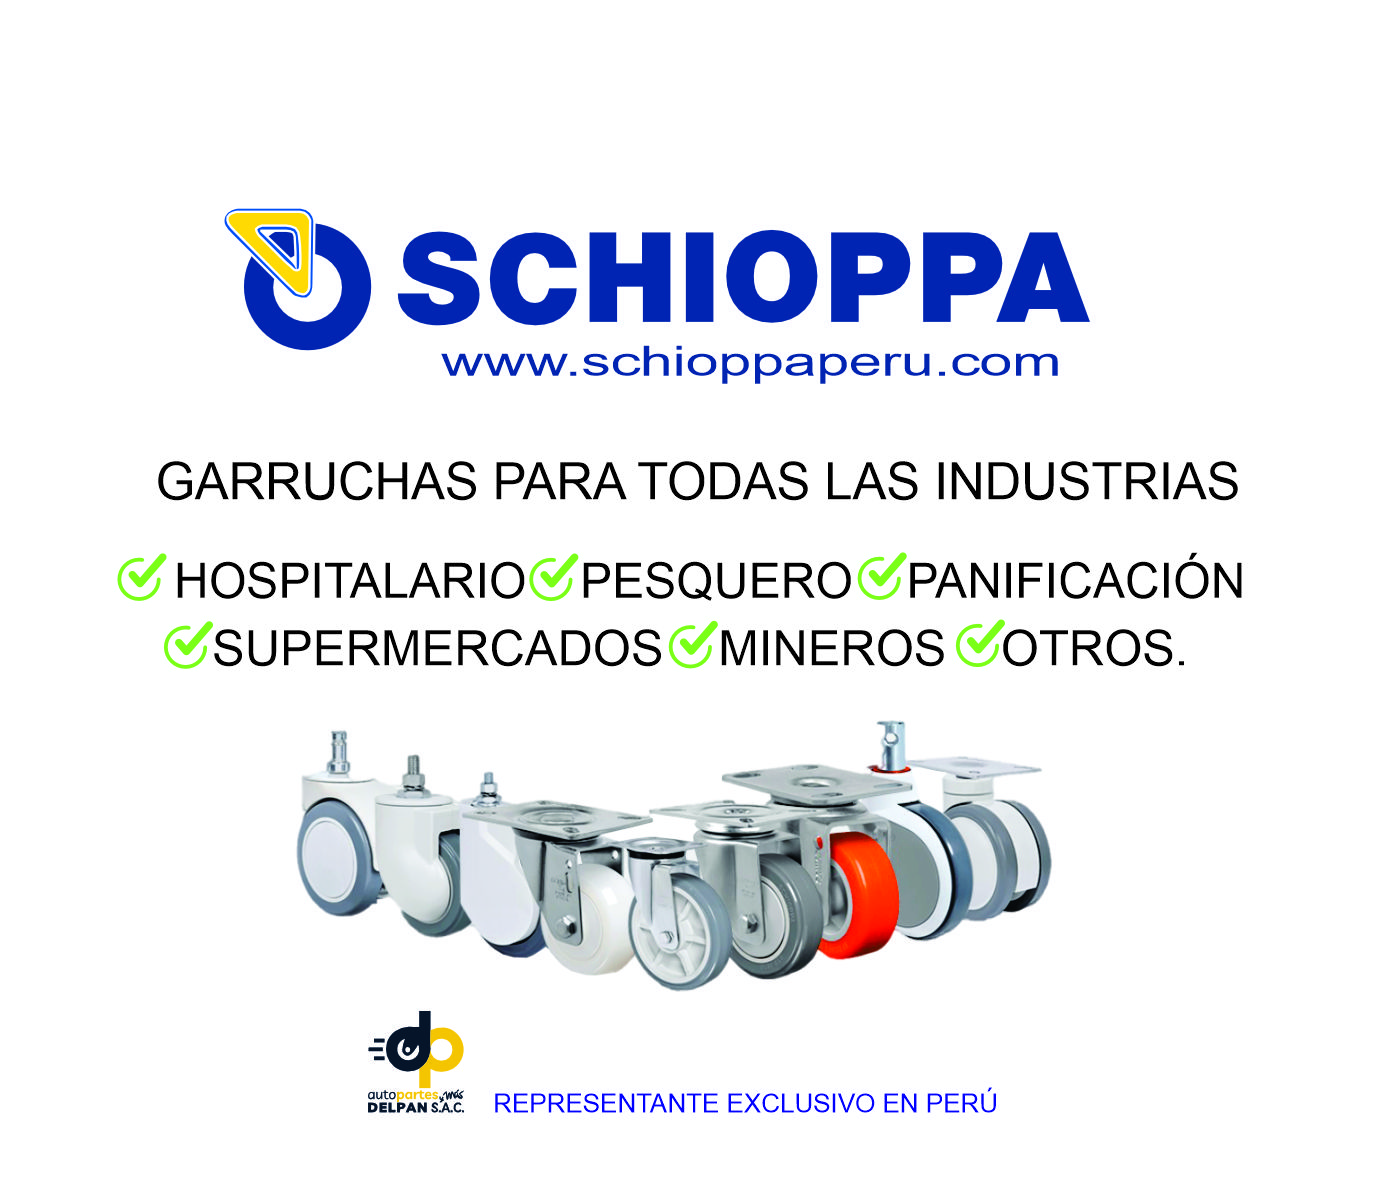 SCHIOPPA
www.schioppaperu.com
GARRUCHAS PARA TODAS LAS INDUSTRIAS
HOSPITALARIO PESQUERO PANIFICACIÓN
SUPERMERCADOS MINEROS OTROS.
dp
autopartes y más
DELPAN S.A.C.
REPRESENTANTE EXCLUSIVO EN PERÚ